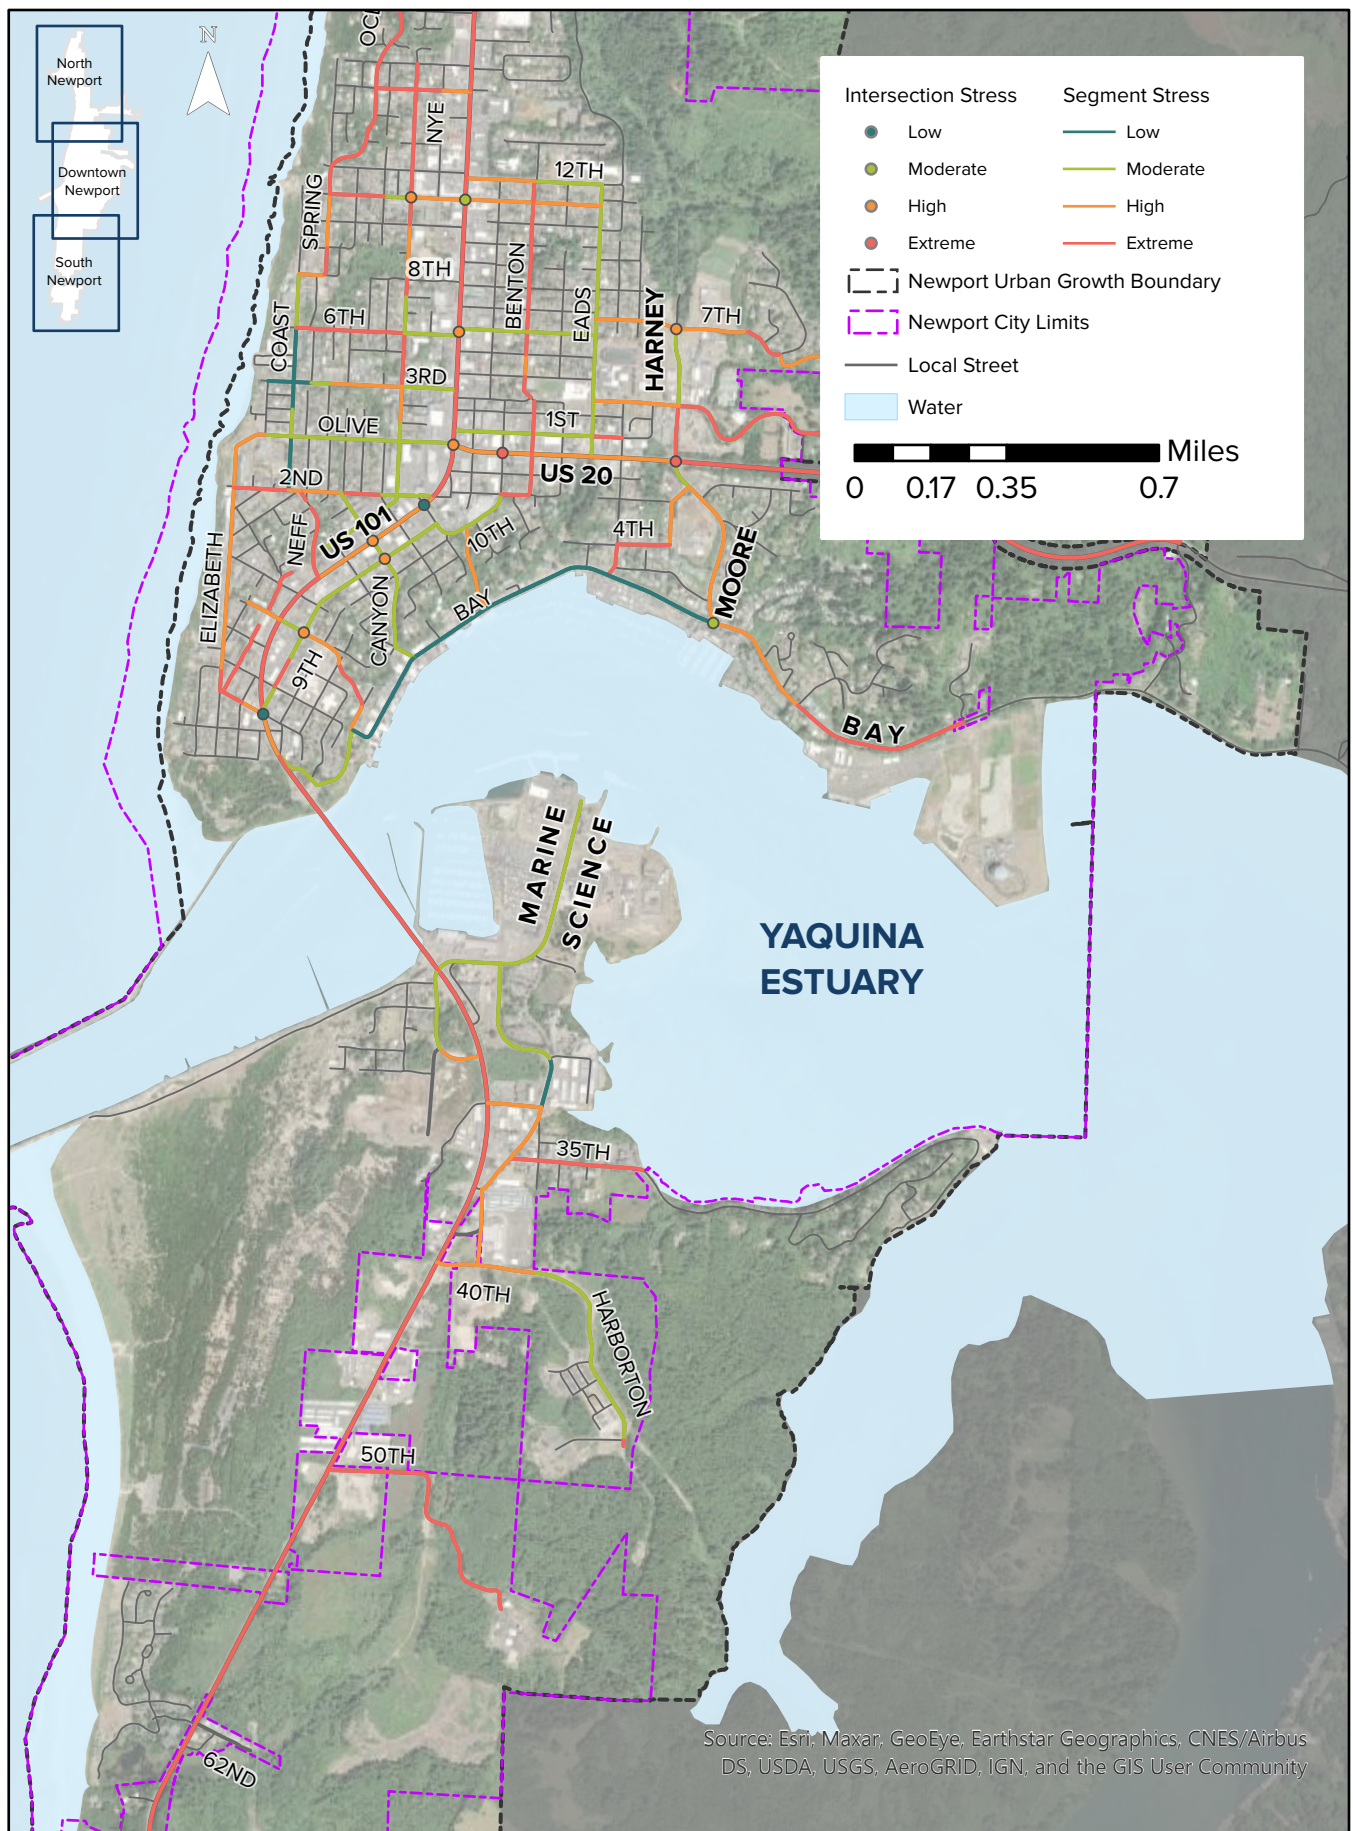 North
Newport
Downtown
Newport
South
Newport
N
Intersection Stress
Segment Stress
Low
Low
Moderate
Moderate
High
High
Extreme
Extreme
Newport Urban Growth Boundary
Newport City Limits
Local Street
Water
Miles
0 0.17 0.35 0.7
NYE
12TH
SPRING
8TH
BENTON
EADS
HARNEY
7TH
COAST
6TH
3RD
OLIVE
1ST
US 20
2ND
NEFF
US 101
10TH
4TH
ELIZABETH
CANYON
BAY
MOORE
9TH
BAY
MARINE
SCIENCE
YAQUINA
ESTUARY
35TH
40TH
HARBORTON
50TH
62ND
Source: Esri, Maxar, GeoEye, Earthstar Geographics, CNES/Airbus
DS, USDA, USGS, AeroGRID, IGN, and the GIS User Community